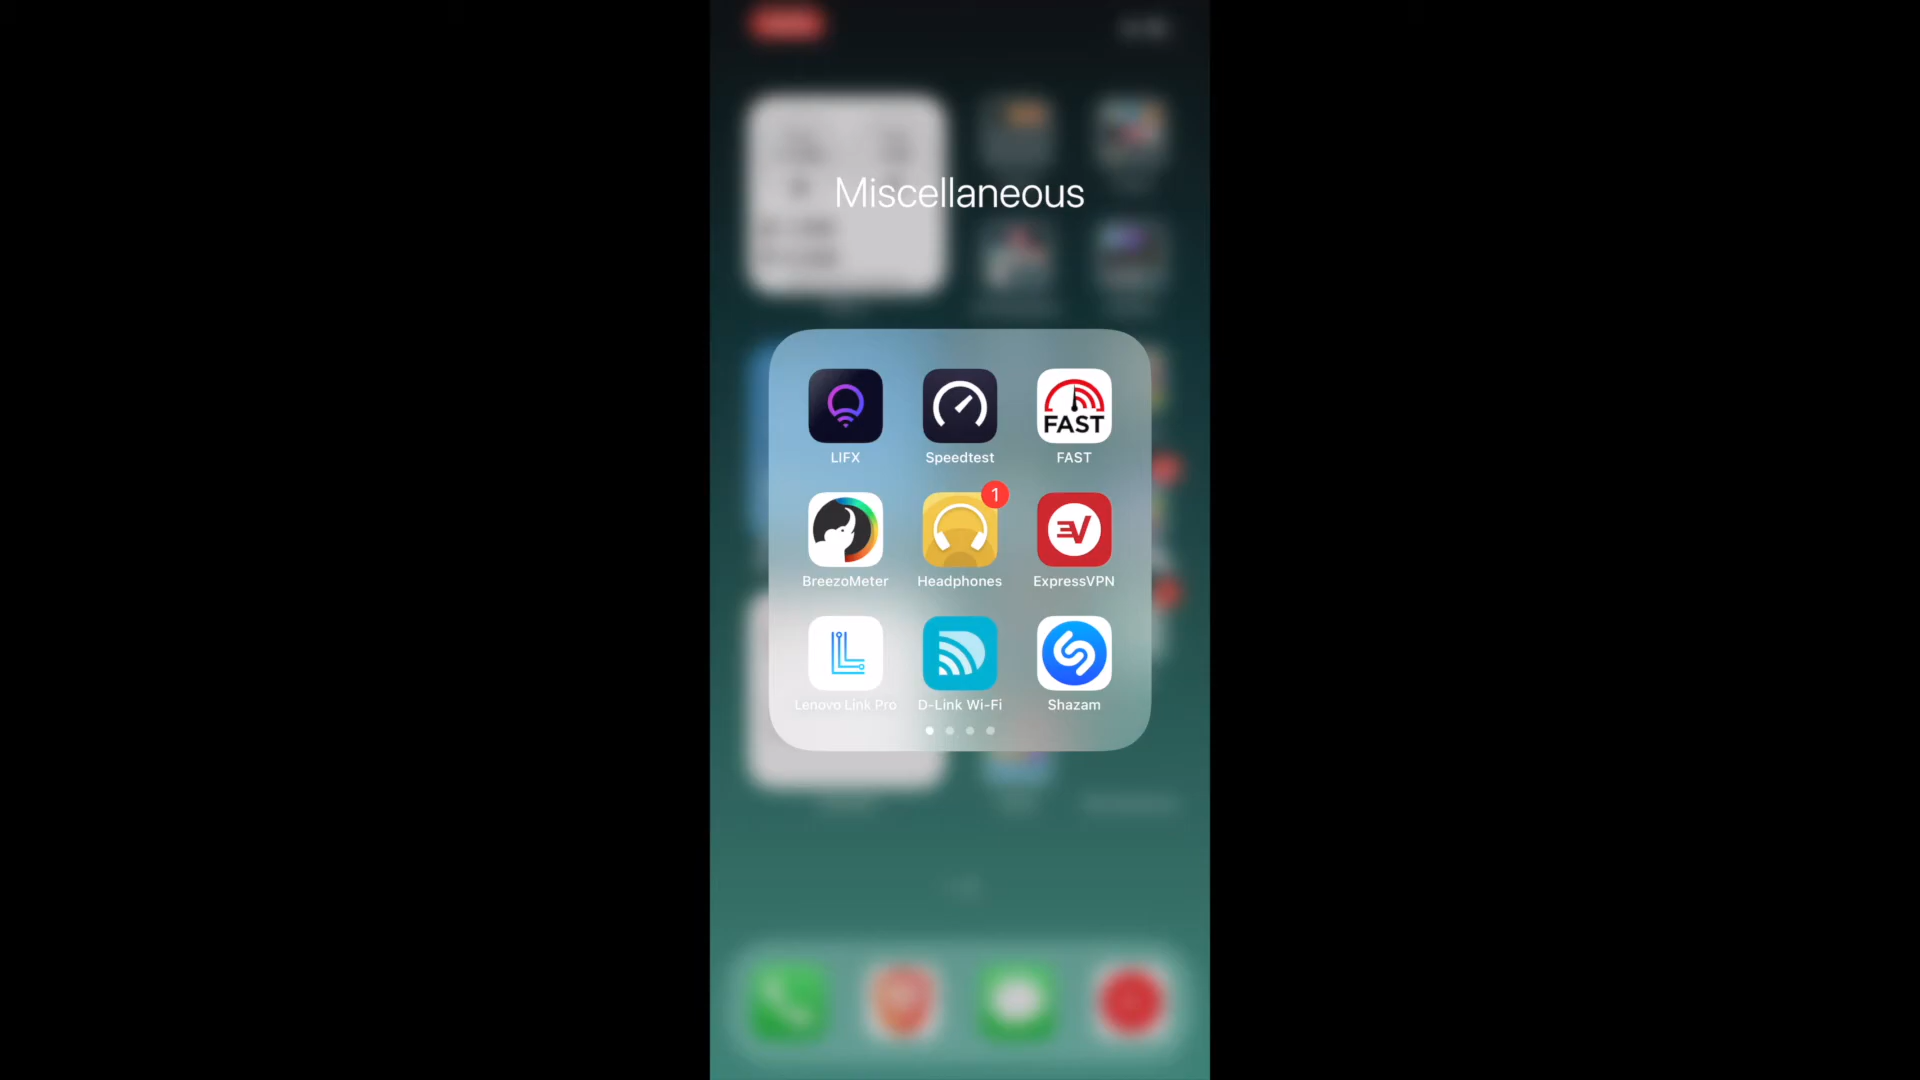 Miscellaneous
FAST
LIFX
Speedtest
FAST
1
BreezoMeter
Headphones
ExpressVPN
Lenovo Link Pro
D-Link Wi-Fi
Shazam